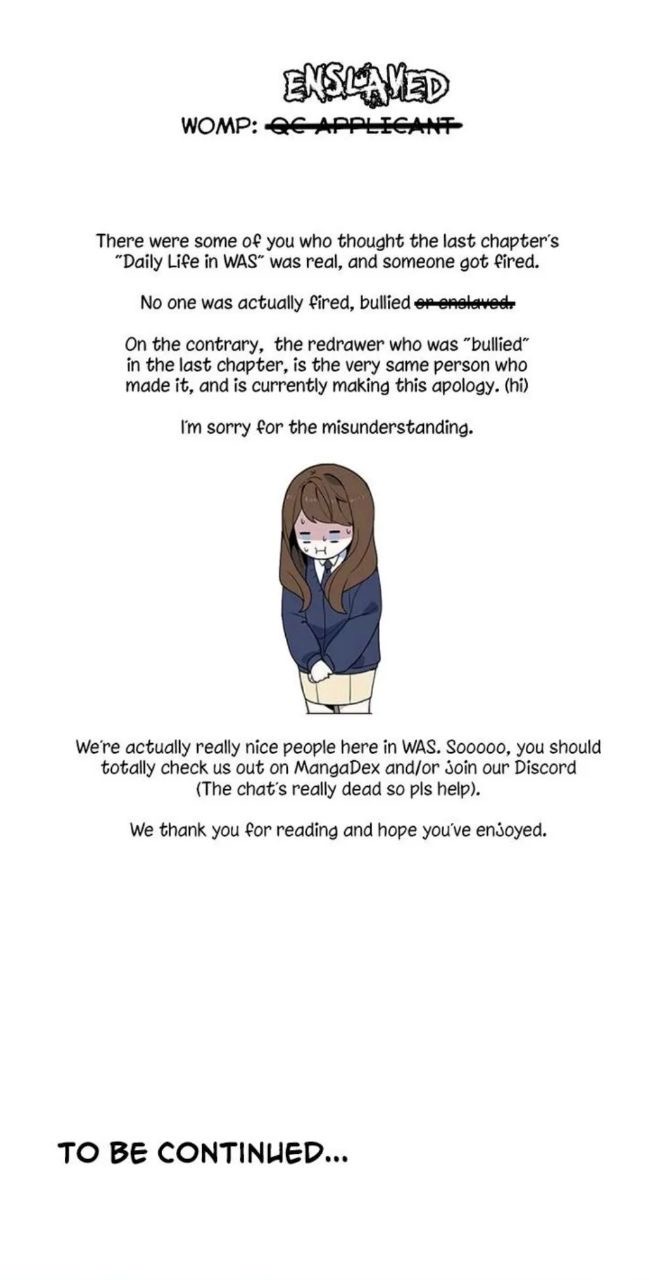 ENSLAVED
WOMP: QC APPLICANT
There were some of you who thought the last chapter's
"Daily Life in WAS" was real, and someone got fired.
No one was actually fired, bullied or enslaved.
On the contrary, the redrawer who was "bullied"
in the last chapter, is the very same person who
made it, and is currently making this apology. (hi)
I'm sorry for the misunderstanding.
We're actually really nice people here in WAS. Sooooo, you should
totally check us out on MangaDex and/or join our Discord
(The chat's really dead so pls help).
We thank you for reading and hope you've enjoyed.
TO BE CONTINUED...